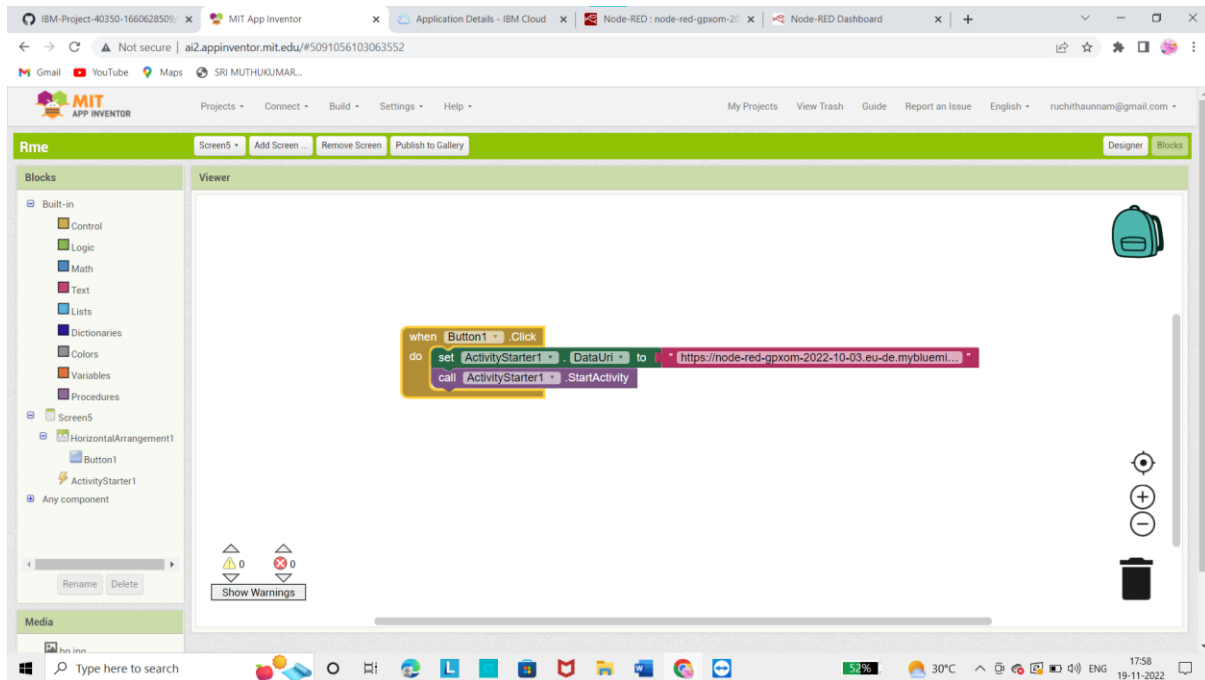 IBM-Project-40350-1660628509/
MIT App Inventor
Application Details - IBM Cloud
Node-RED : node-red-gpxom-20
Node-RED Dashboard
Not secure
ai2.appinventor.mit.edu/#5091056103063552
Gmail
YouTube
Maps
SRI MUTHUKUMAR...
MIT
APP INVENTOR
Projects
Connect
Build
Settings
Help
My Projects
View Trash
Guide
Report an Issue
English
ruchithaunnam@gmail.com
Rme
Screen5
Add Screen ...
Remove Screen
Publish to Gallery
Designer
Blocks
Blocks
Viewer
Built-in
Control
Logic
Math
Text
Lists
Dictionaries
Colors
Variables
Procedures
Screen5
HorizontalArrangement1
Button1
ActivityStarter1
Any component
when Button1 .Click
do set ActivityStarter1 . DataUri to " https://node-red-gpxom-2022-10-03.eu-de.mybluemi... "
call ActivityStarter1 .StartActivity
0
0
Show Warnings
Rename
Delete
Media
Type here to search
52%
30°C
ENG
17:58
19-11-2022